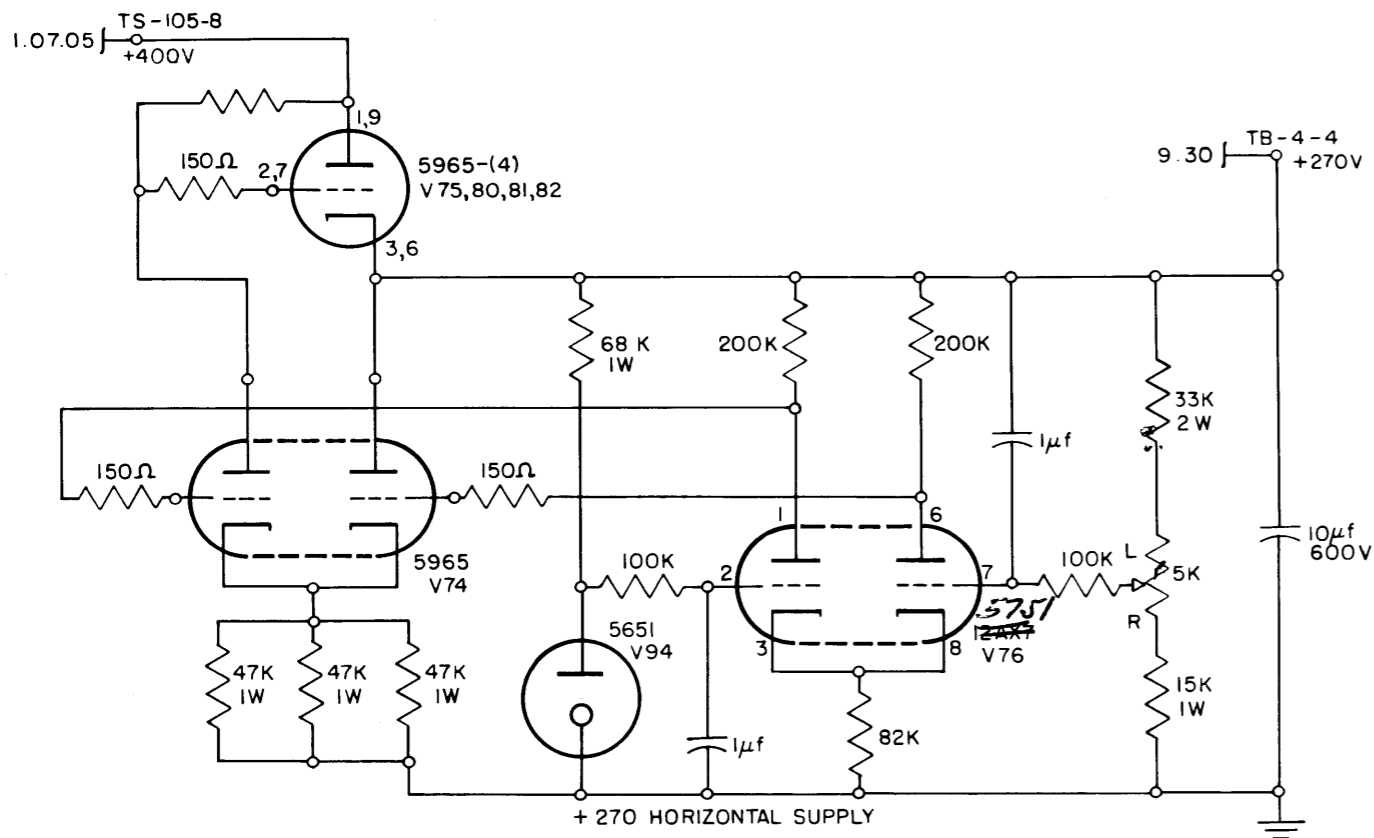 TS-105-8
1.07.05
+400V
1,9
150Ω
2,7
5965-(4)
V75,80,81,82
3,6
TB-4-4
9.30
+270V
68 K
1W
200K
200K
1µf
33K
2W
150Ω
150Ω
5965
V74
1
6
10µf
600V
100K
2
7
100K
L
5K
R
5751
12AX7
V76
3
8
5651
V94
47K
1W
47K
1W
47K
1W
1µf
82K
15K
1W
+270 HORIZONTAL SUPPLY